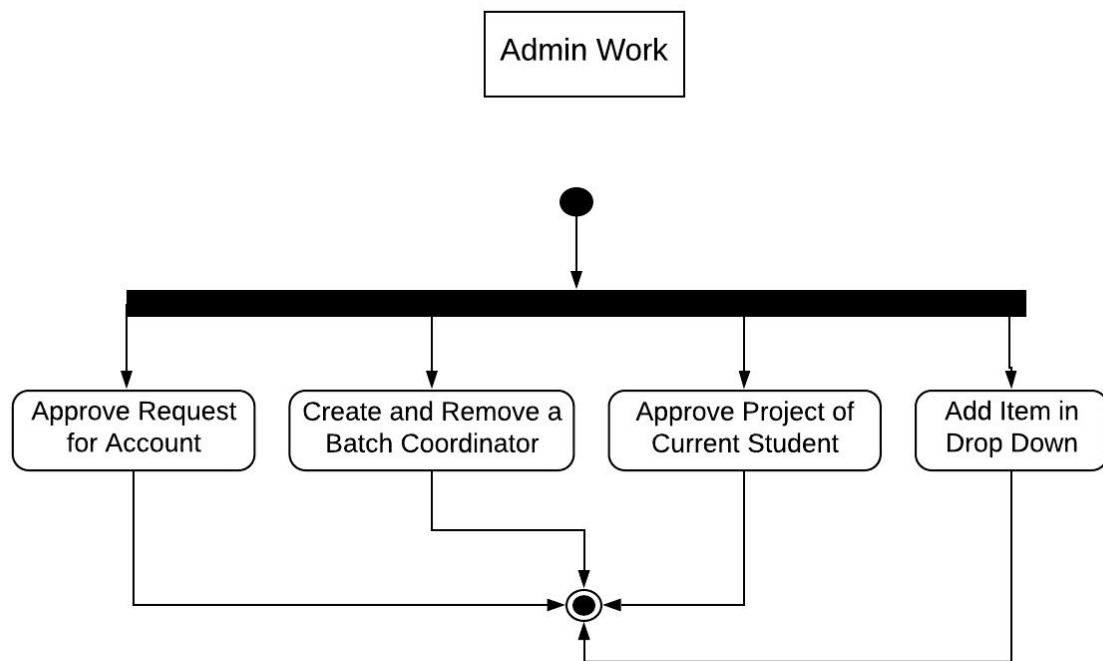 Admin Work
Approve Request
for Account
Create and Remove a
Batch Coordinator
Approve Project of
Current Student
Add Item in
Drop Down